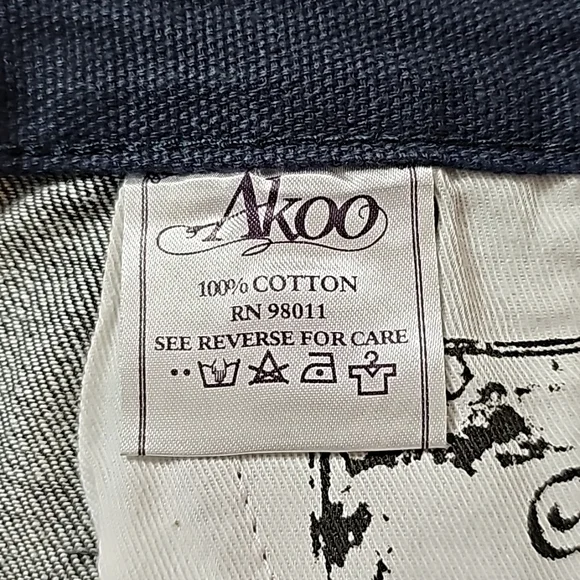 Akoo
100% COTTON
RN 98011
SEE REVERSE FOR CARE